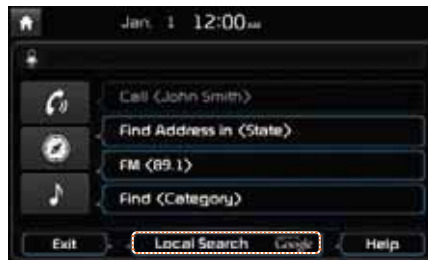 Jan. 1 12:00 AM
Call <John Smith>
Find Address in <State>
FM <89.1>
Find <Category>
Exit
Local Search Google
Help